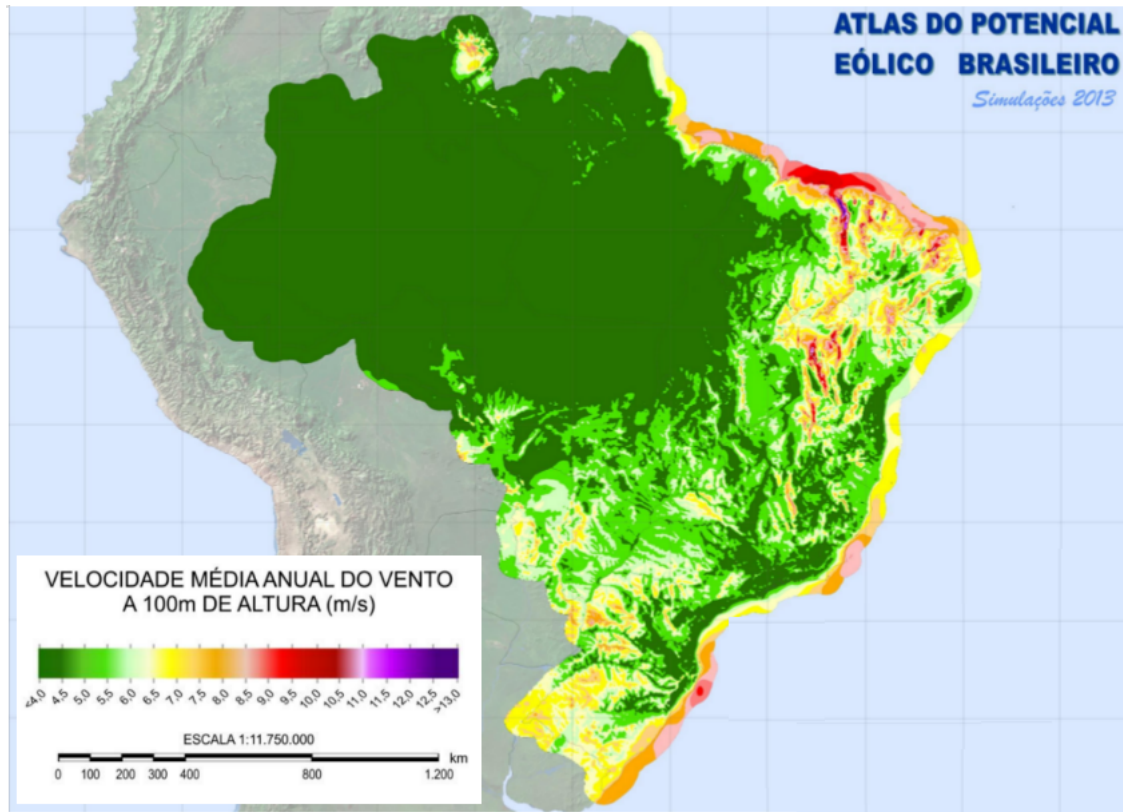 ATLAS DO POTENCIAL
EÓLICO BRASILEIRO
Simulações 2013
VELOCIDADE MÉDIA ANUAL DO VENTO
A 100m DE ALTURA (m/s)
<4,0 4,5 5,0 5,5 6,0 6,5 7,0 7,5 8,0 8,5 9,0 9,5 10,0 10,5 11,0 11,5 12,0 12,5 >13,0
ESCALA 1:11.750.000
0 100 200 300 400 800 1.200 km